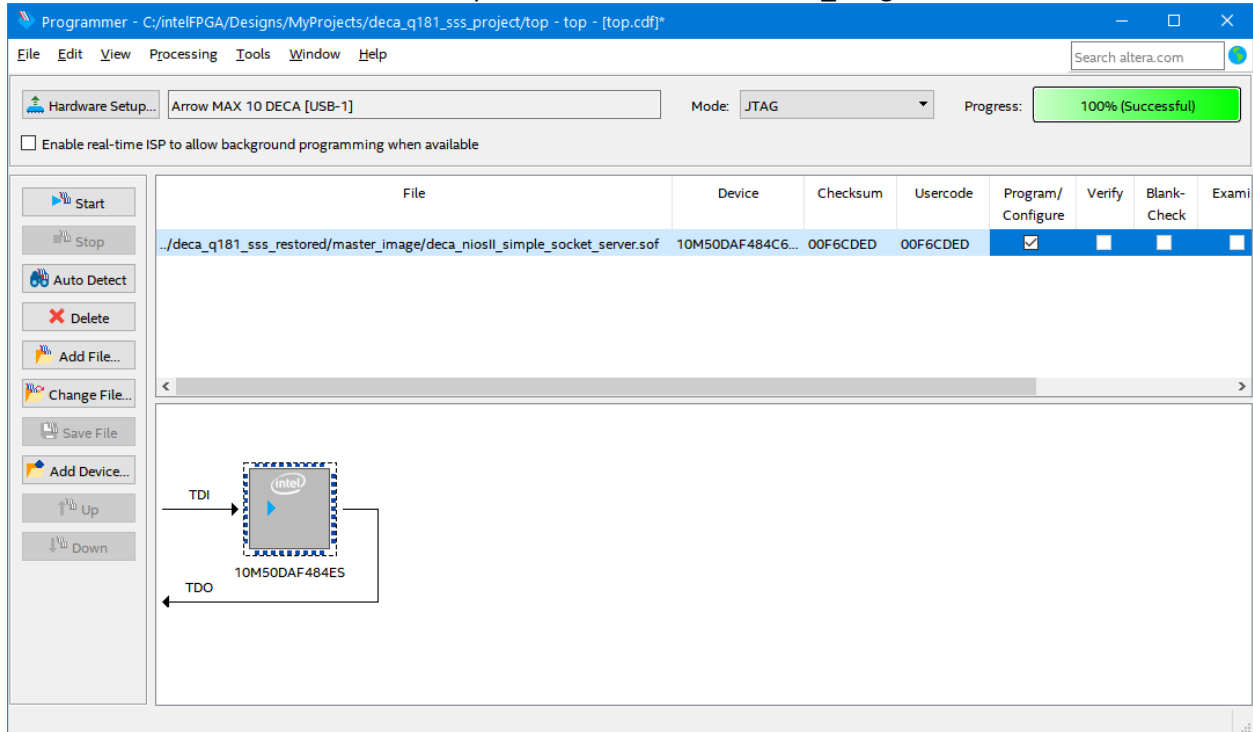 Programmer - C:/intelFPGA/Designs/MyProjects/deca_q181_sss_project/top - top - [top.cdf]*
File Edit View Processing Tools Window Help
Search altera.com
Hardware Setup... Arrow MAX 10 DECA [USB-1] Mode: JTAG Progress: 100% (Successful)
Enable real-time ISP to allow background programming when available
Start
Stop
Auto Detect
Delete
Add File...
Change File...
Save File
Add Device...
Up
Down
File Device Checksum Usercode Program/ Configure Verify Blank- Check Exami
../deca_q181_sss_restored/master_image/deca_niosII_simple_socket_server.sof 10M50DAF484C6... 00F6CDED 00F6CDED
TDI
intel
10M50DAF484ES
TDO